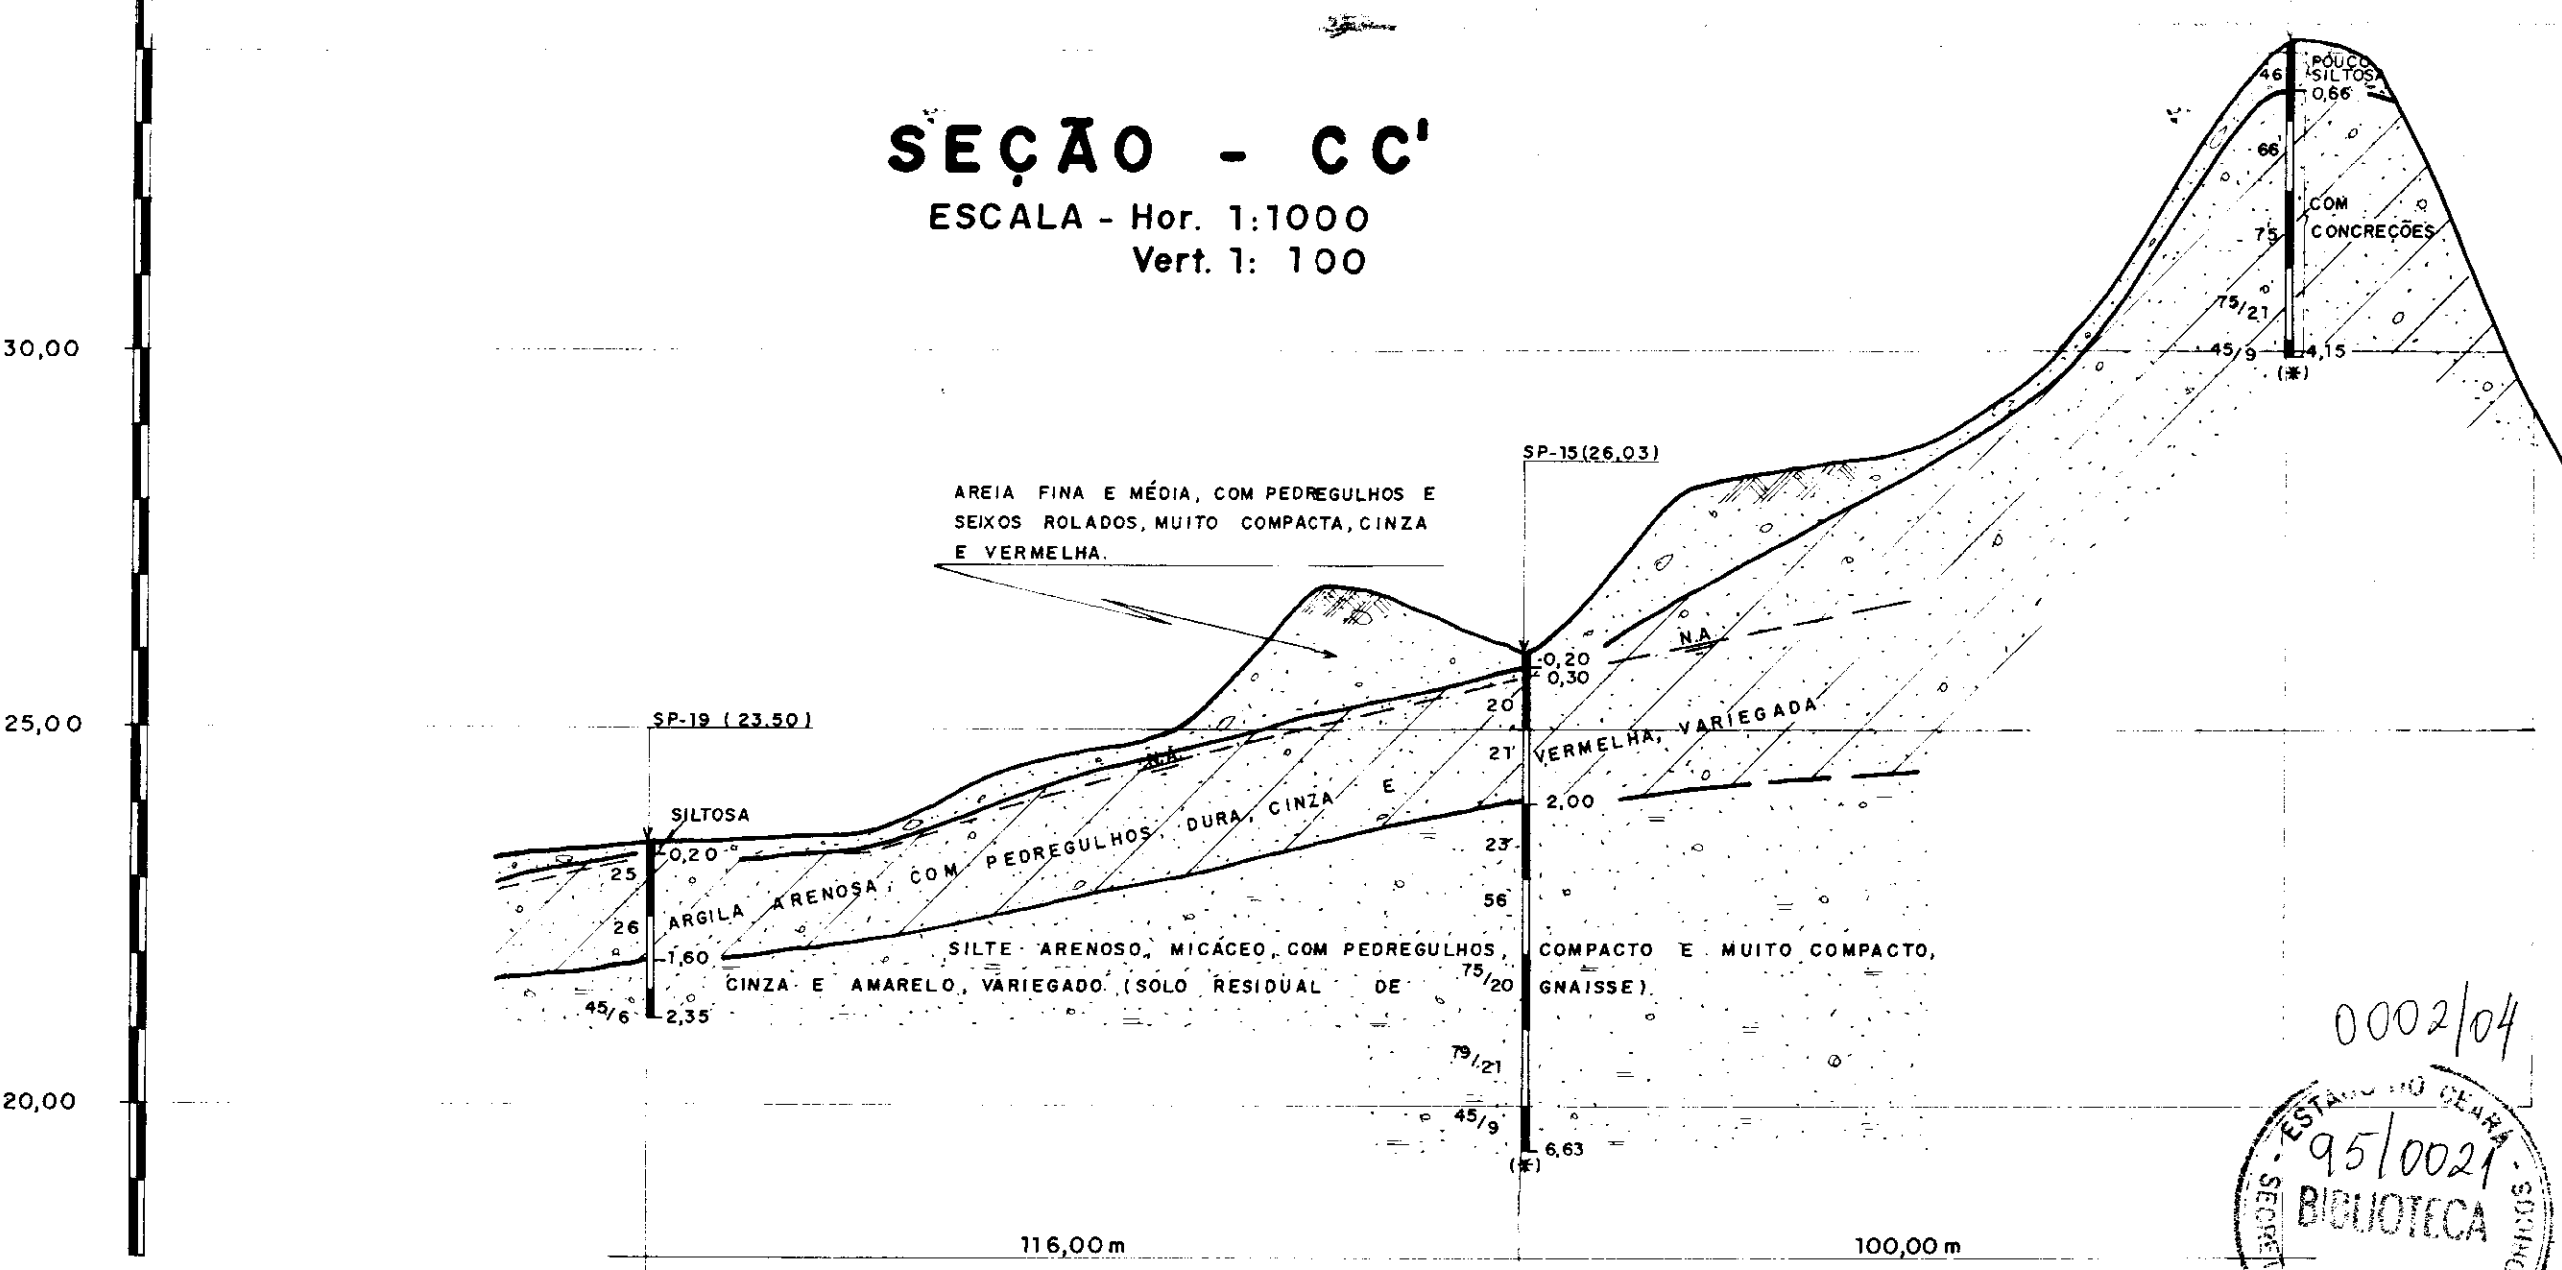 SEÇÃO - CC'
ESCALA - Hor. 1:1000
Vert. 1: 100
30,00
25,00
20,00
46
POUCO
SILTOSA
0,66
66
COM
CONCREÇÕES
75
75/21
45/9
4,15
(*)
SP-15(26,03)
AREIA FINA E MÉDIA, COM PEDREGULHOS E
SEIXOS ROLADOS, MUITO COMPACTA, CINZA
E VERMELHA.
N.A.
0,20
0,30
20
21
2,00
23
56
75/20
79/21
45/9
6,63
(*)
SP-19 (23.50)
SILTOSA
0,20
25
26
1,60
45/6
2,35
N.A.
ARGILA ARENOSA, COM PEDREGULHOS, DURA, CINZA E VERMELHA, VARIEGADA
SILTE ARENOSO, MICÁCEO, COM PEDREGULHOS, COMPACTO E MUITO COMPACTO,
CINZA E AMARELO, VARIEGADO (SOLO RESIDUAL DE GNAISSE).
116,00 m
100,00 m
0002/04
ESTADO DO CEARÁ
95/0021
BIBLIOTECA